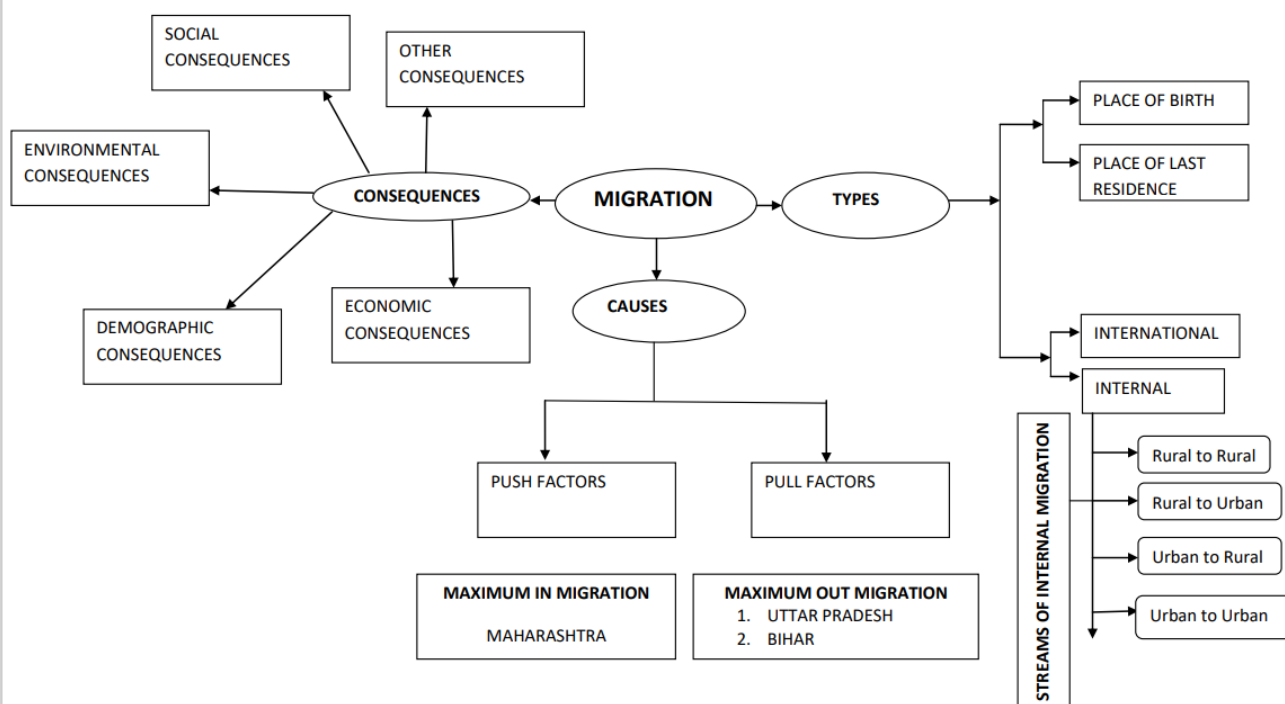 SOCIAL
CONSEQUENCES
OTHER
CONSEQUENCES
ENVIRONMENTAL
CONSEQUENCES
CONSEQUENCES
MIGRATION
TYPES
PLACE OF BIRTH
PLACE OF LAST
RESIDENCE
DEMOGRAPHIC
CONSEQUENCES
ECONOMIC
CONSEQUENCES
CAUSES
INTERNATIONAL
INTERNAL
PUSH FACTORS
PULL FACTORS
STREAMS OF INTERNAL MIGRATION
Rural to Rural
Rural to Urban
Urban to Rural
Urban to Urban
MAXIMUM IN MIGRATION
MAHARASHTRA
MAXIMUM OUT MIGRATION
1. UTTAR PRADESH
2. BIHAR